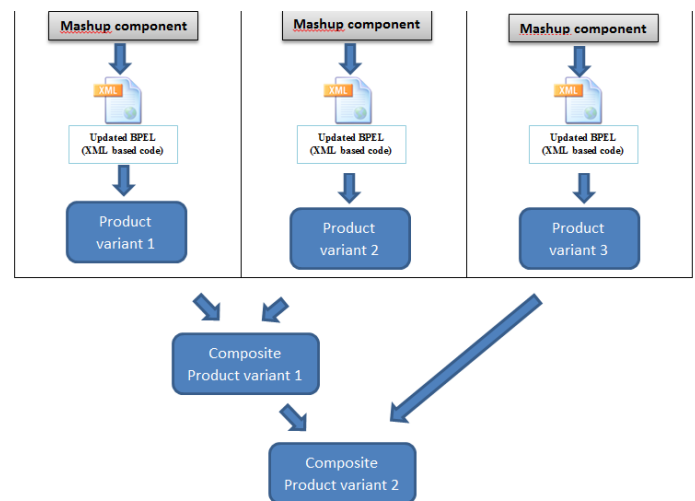 Mashup component
Mashup component
Mashup component
XML
XML
XML
Updated BPEL
(XML based code)
Updated BPEL
(XML based code)
Updated BPEL
(XML based code)
Product
variant 1
Product
variant 2
Product
variant 3
Composite
Product variant 1
Composite
Product variant 2